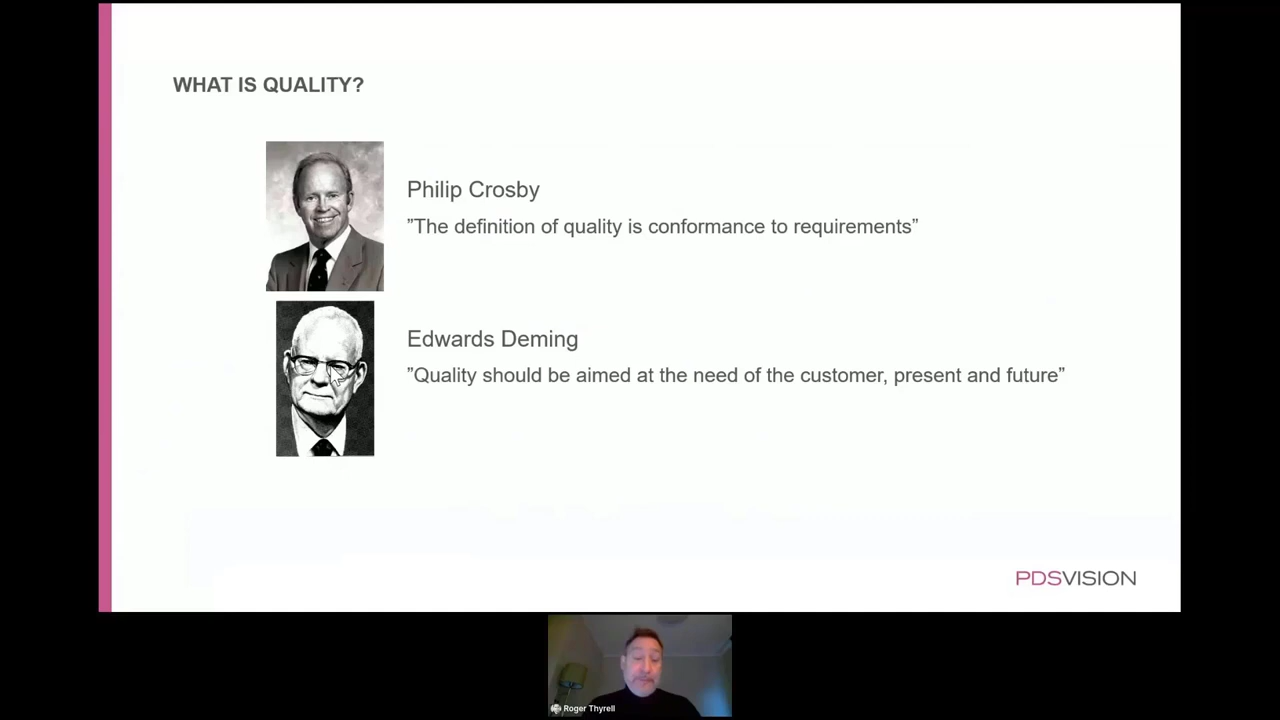 WHAT IS QUALITY?
Philip Crosby
”The definition of quality is conformance to requirements”
Edwards Deming
”Quality should be aimed at the need of the customer, present and future”
PDSVISION
Roger Thyrell